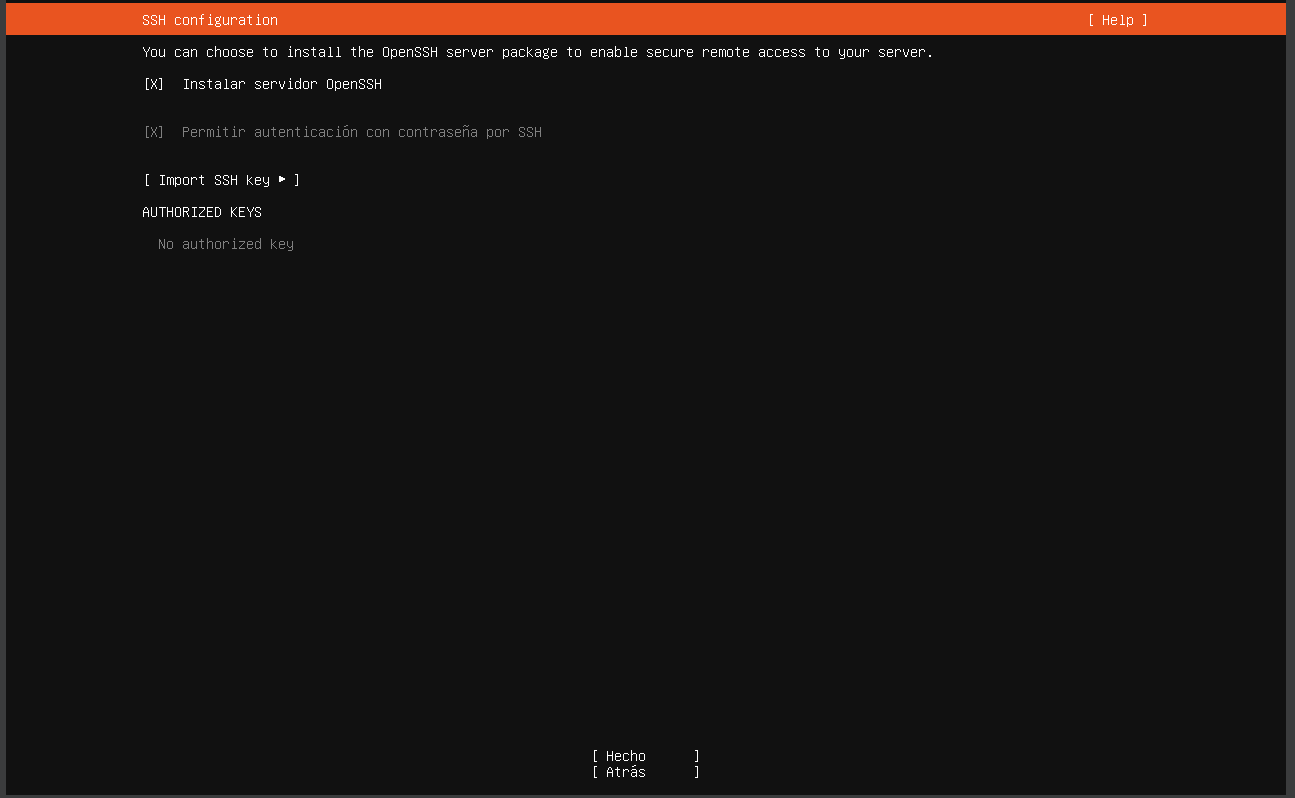 SSH configuration [ Help ]
You can choose to install the OpenSSH server package to enable secure remote access to your server.
[X] Instalar servidor OpenSSH
[X] Permitir autenticación con contraseña por SSH
[ Import SSH key ▸ ]
AUTHORIZED KEYS
No authorized key
[ Hecho ]
[ Atrás ]